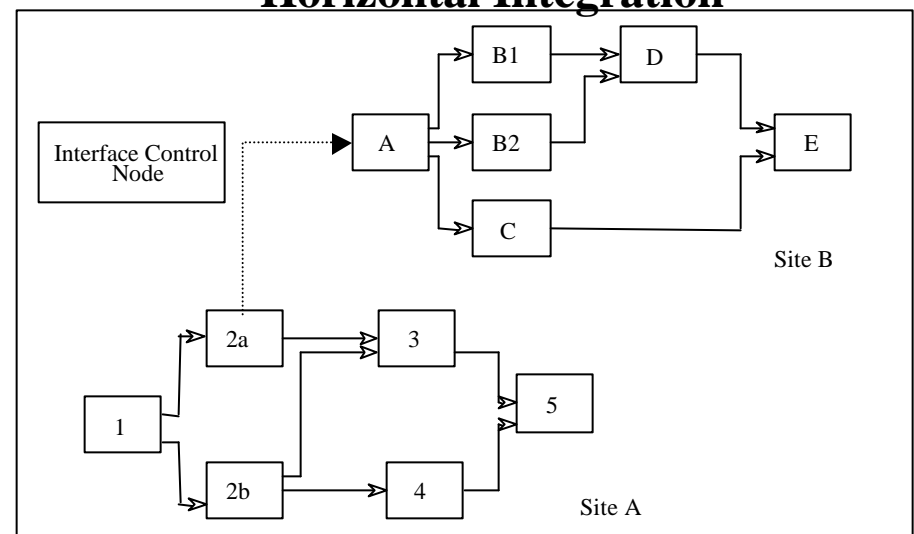 Horizontal Integration
B1
D
Interface Control
Node
A
B2
E
C
Site B
2a
3
1
5
2b
4
Site A